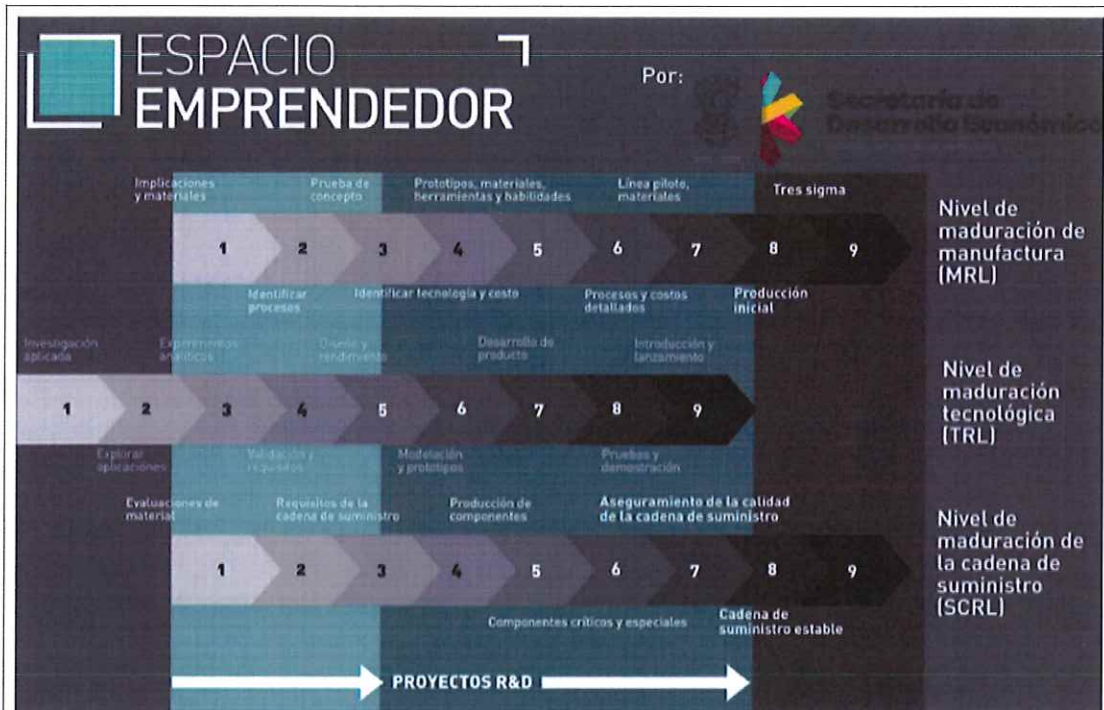 ESPACIO
EMPRENDEDOR
Por:
Secretaría de
Desarrollo Económico
Implicaciones
y materiales
Prueba de
concepto
Prototipos, materiales,
herramientas y habilidades
Línea piloto,
materiales
Tres sigma
1 2 3 4 5 6 7 8 9
Nivel de
maduración de
manufactura
(MRL)
Identificar
procesos
Identificar tecnología y costo
Procesos y costos
detallados
Producción
inicial
Investigación
aplicada
Experimentos
analíticos
Diseño y
rendimiento
Desarrollo de
producto
Introducción y
lanzamiento
1 2 3 4 5 6 7 8 9
Nivel de
maduración
tecnológica
(TRL)
Explorar
aplicaciones
Validación y
requisitos
Modelación
y prototipos
Pruebas y
demostración
Evaluaciones de
material
Requisitos de la
cadena de suministro
Producción de
componentes
Aseguramiento de la calidad
de la cadena de suministro
1 2 3 4 5 6 7 8 9
Nivel de
maduración de
la cadena de
suministro
(SCRL)
Componentes críticos y especiales
Cadena de
suministro estable
PROYECTOS R&D